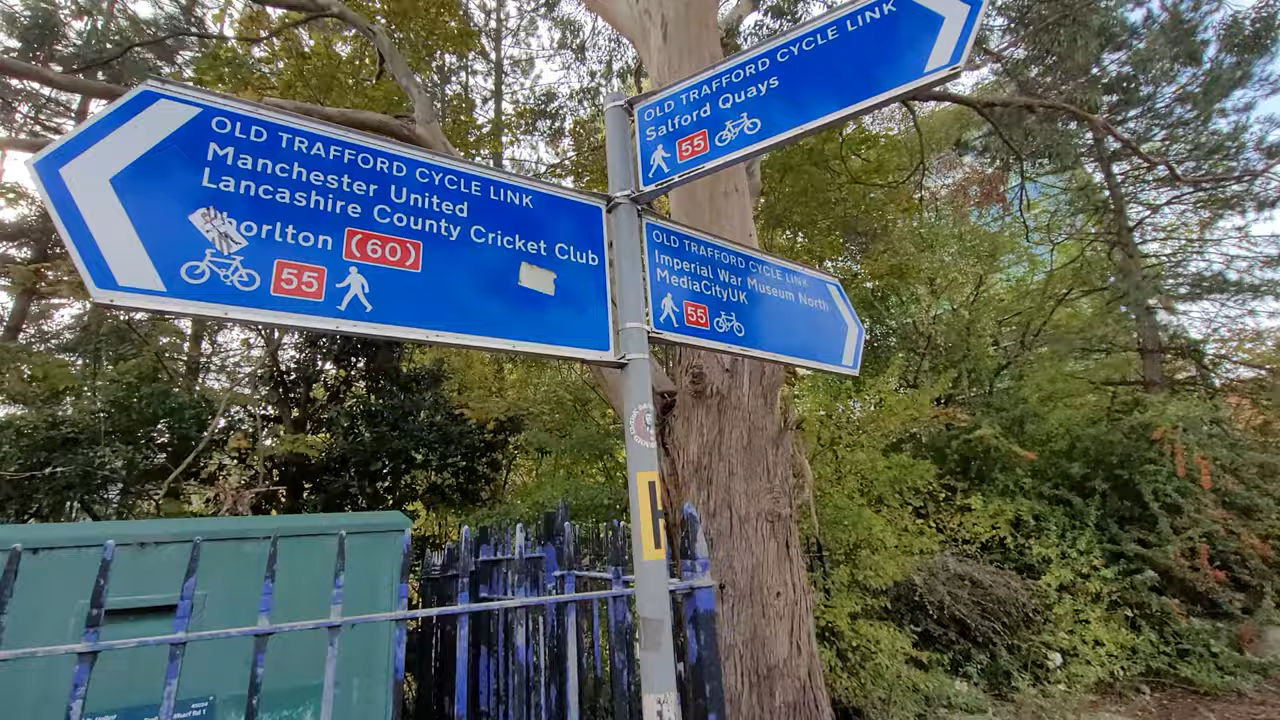 OLD TRAFFORD CYCLE LINK
Manchester United
Lancashire County Cricket Club
orlton (60)
55
OLD TRAFFORD CYCLE LINK
Salford Quays
55
OLD TRAFFORD CYCLE LINK
Imperial War Museum North
MediaCityUK
55
H